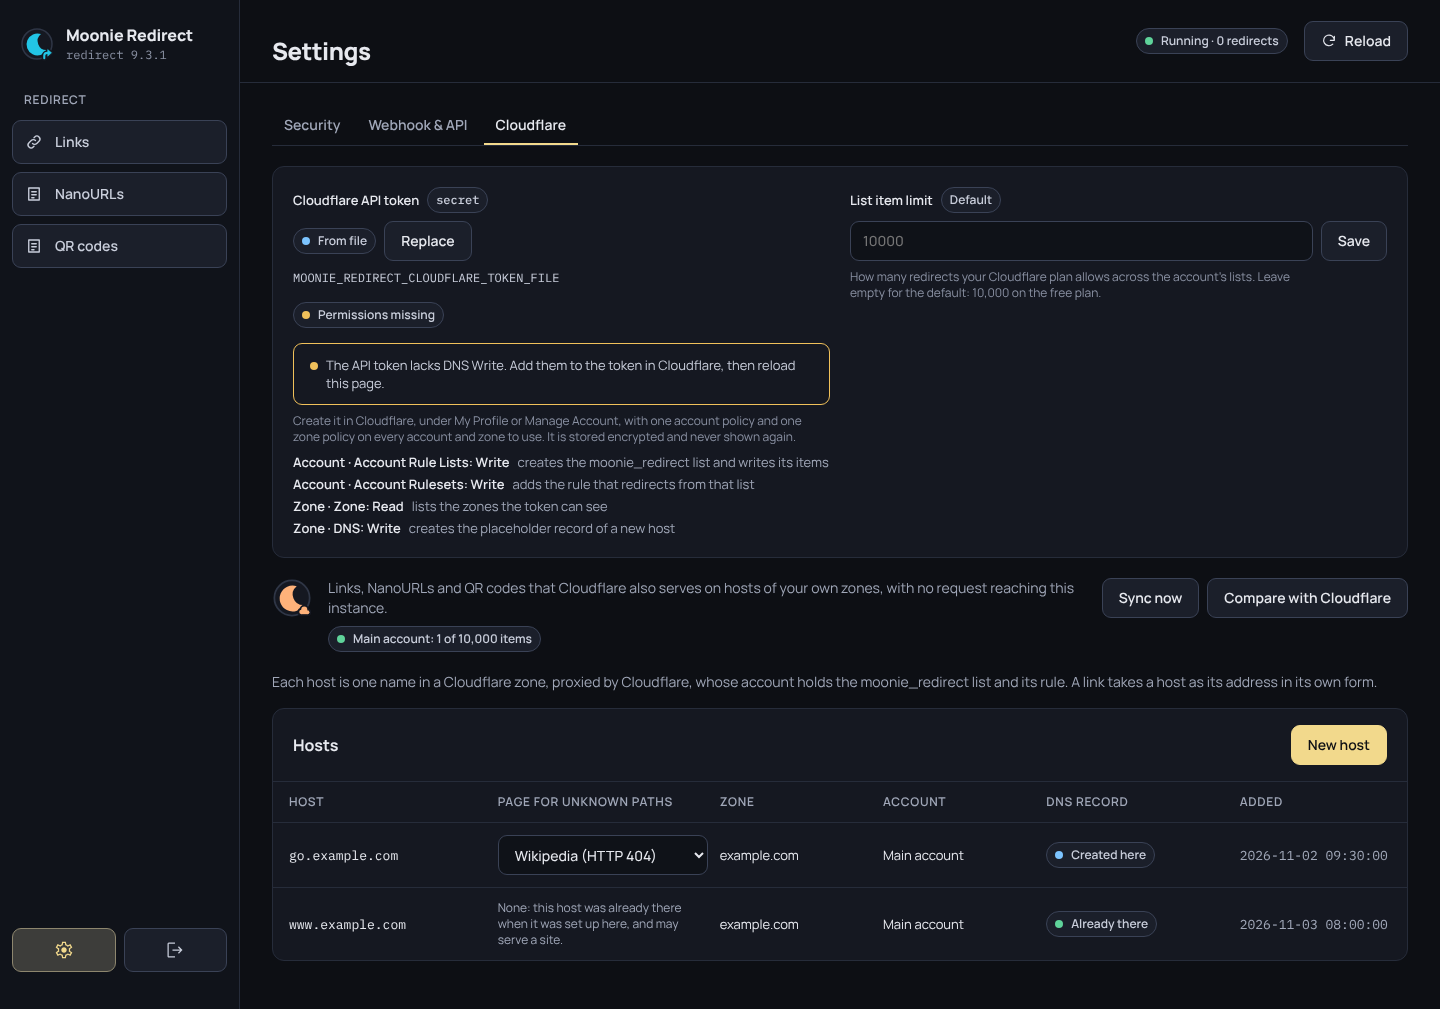 Moonie Redirect
redirect 9.3.1
REDIRECT
Links
NanoURLs
QR codes
Settings
Running · 0 redirects
Reload
Security
Webhook & API
Cloudflare
Cloudflare API token
secret
From file
Replace
MOONIE_REDIRECT_CLOUDFLARE_TOKEN_FILE
Permissions missing
The API token lacks DNS Write. Add them to the token in Cloudflare, then reload
this page.
Create it in Cloudflare, under My Profile or Manage Account, with one account policy and one
zone policy on every account and zone to use. It is stored encrypted and never shown again.
Account · Account Rule Lists: Write creates the moonie_redirect list and writes its items
Account · Account Rulesets: Write adds the rule that redirects from that list
Zone · Zone: Read lists the zones the token can see
Zone · DNS: Write creates the placeholder record of a new host
List item limit
Default
10000
Save
How many redirects your Cloudflare plan allows across the account's lists. Leave
empty for the default: 10,000 on the free plan.
Links, NanoURLs and QR codes that Cloudflare also serves on hosts of your own zones, with no request reaching this
instance.
Main account: 1 of 10,000 items
Sync now
Compare with Cloudflare
Each host is one name in a Cloudflare zone, proxied by Cloudflare, whose account holds the moonie_redirect list and its rule. A link takes a host as its address in its own form.
Hosts
New host
HOST PAGE FOR UNKNOWN PATHS ZONE ACCOUNT DNS RECORD ADDED
go.example.com Wikipedia (HTTP 404) example.com Main account Created here 2026-11-02 09:30:00
None: this host was already there
when it was set up here, and may
serve a site.
www.example.com example.com Main account Already there 2026-11-03 08:00:00